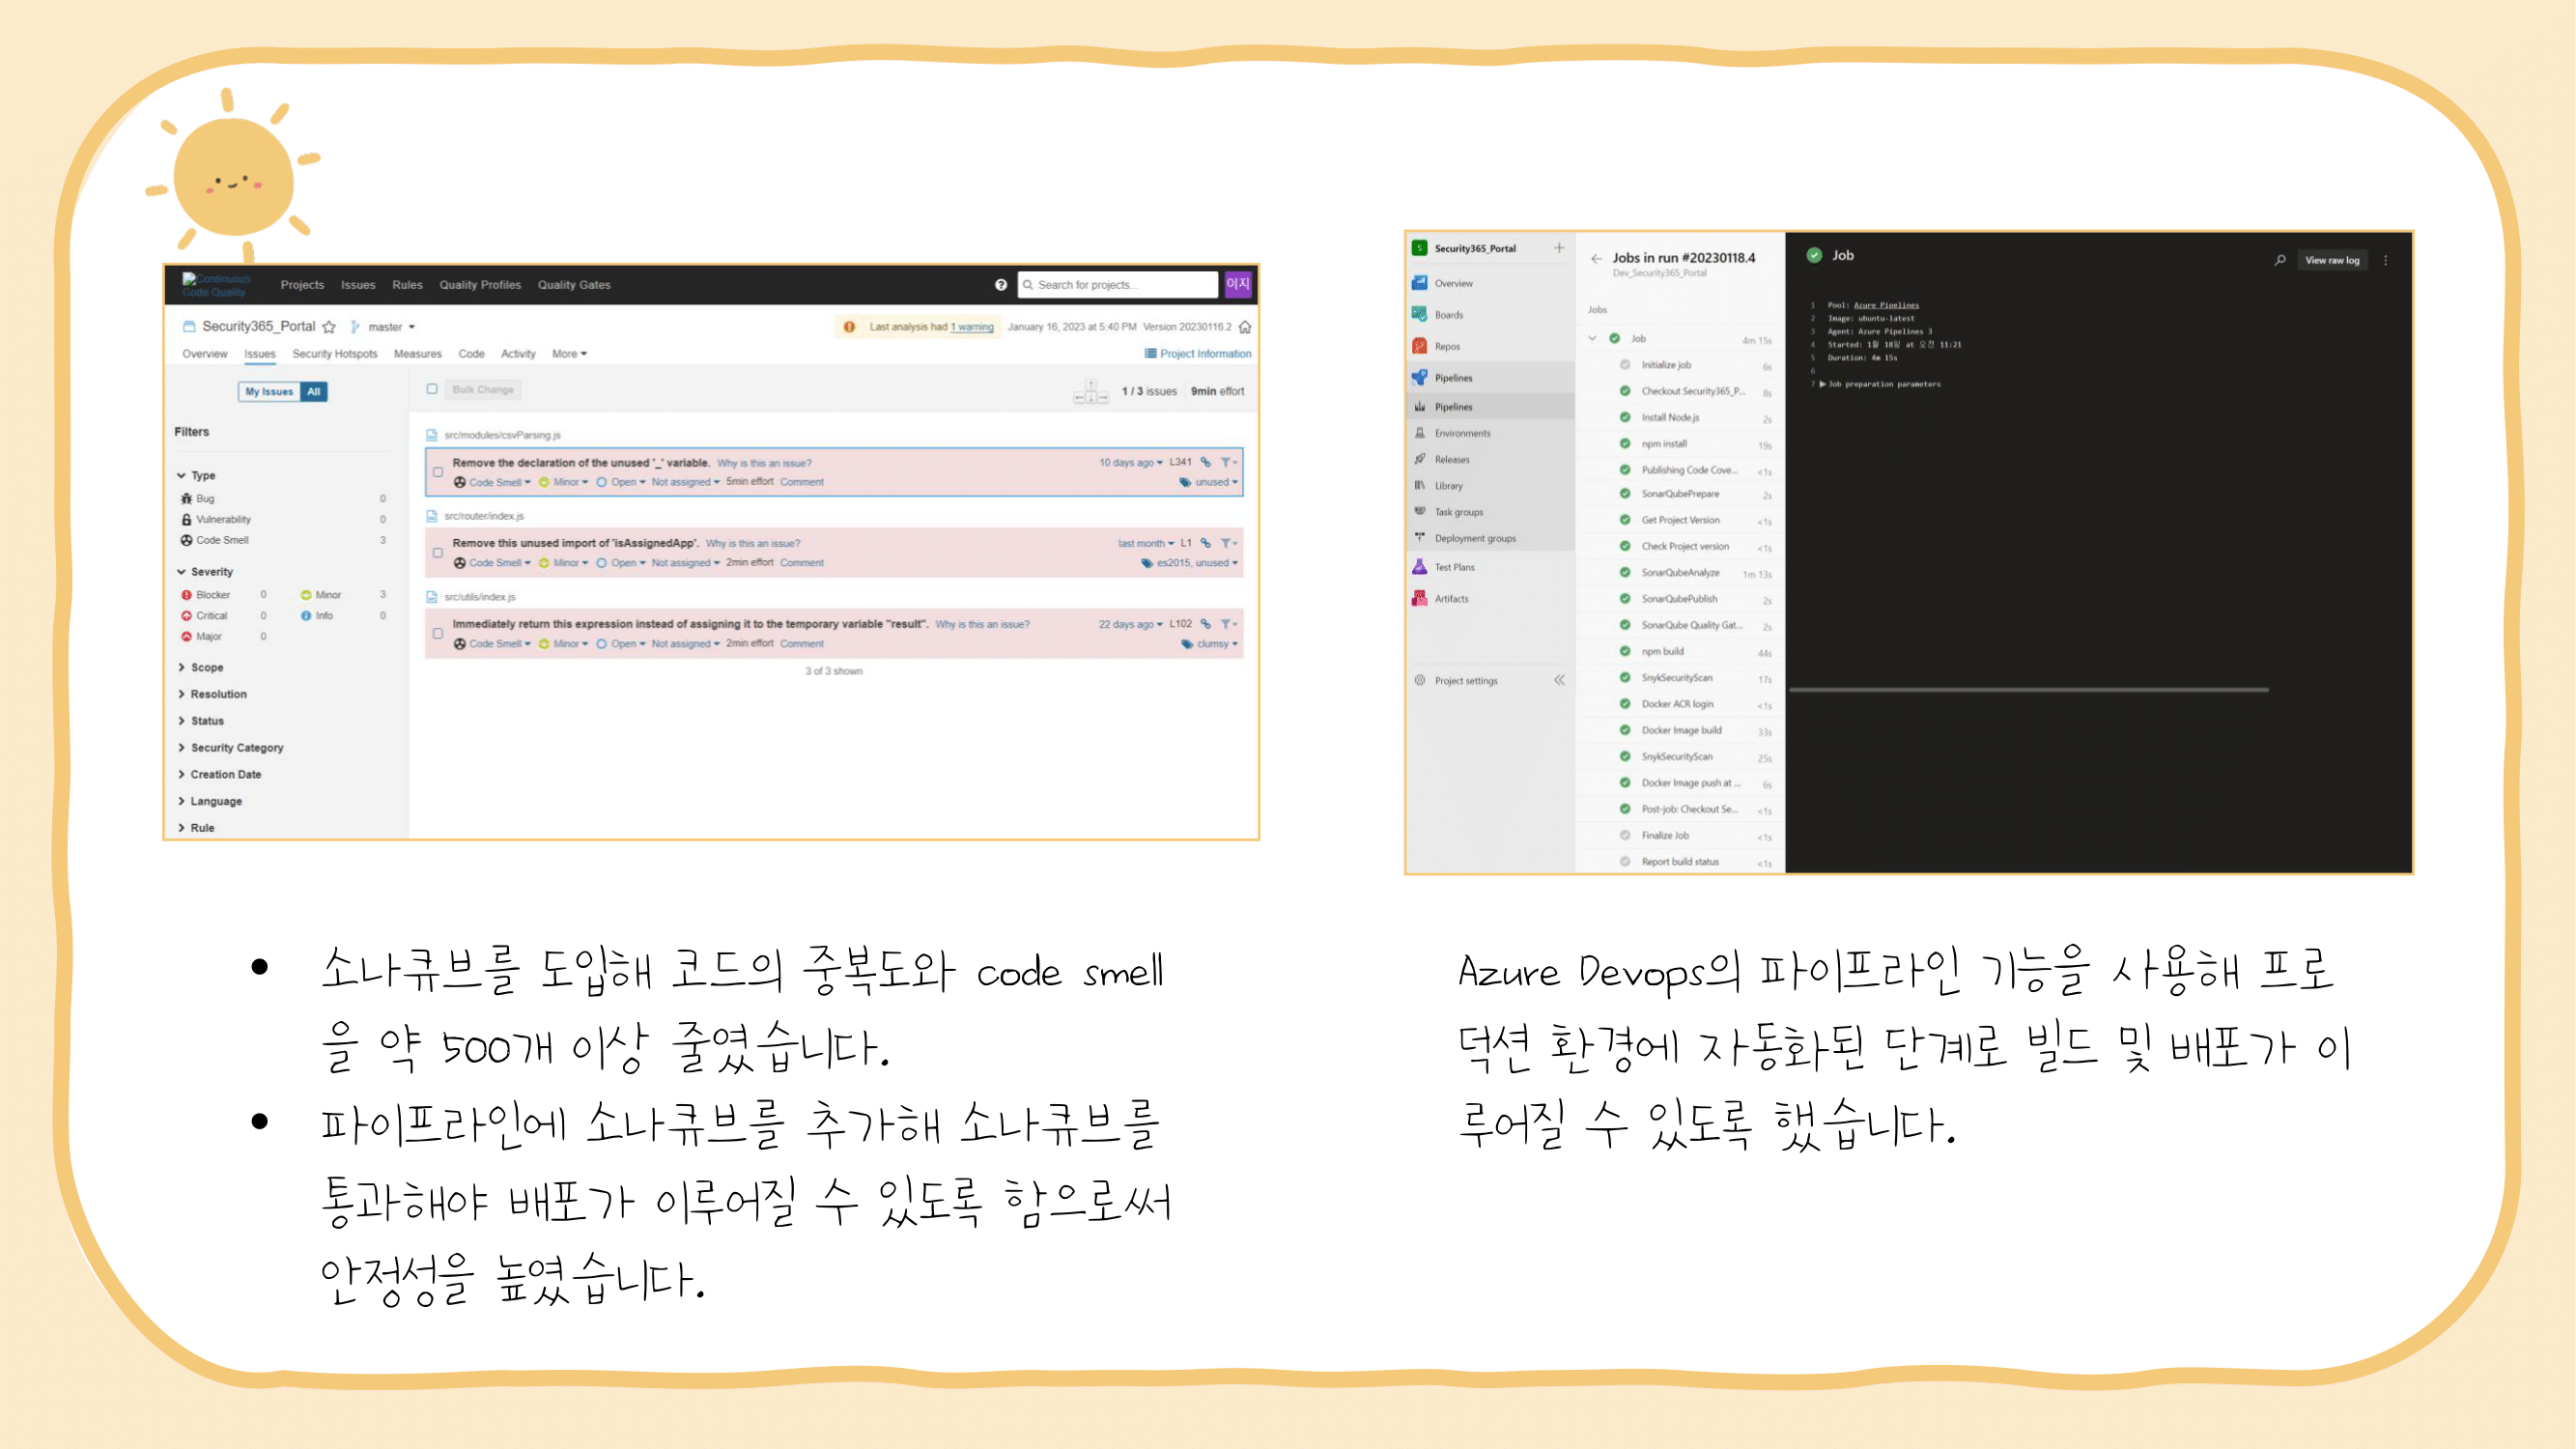 Continuous
Code Quality
Projects Issues Rules Quality Profiles Quality Gates
Search for projects...
이지
Security365_Portal master
Last analysis had 1 warning January 16, 2023 at 5:40 PM Version 20230116.2
Overview Issues Security Hotspots Measures Code Activity More
Project Information
My Issues All
Bulk Change
1 / 3 issues 9min effort
Filters
Type
Bug 0
Vulnerability 0
Code Smell 3
Severity
Blocker 0 Minor 3
Critical 0 Info 0
Major 0
Scope
Resolution
Status
Security Category
Creation Date
Language
Rule
src/modules/csvParsing.js
Remove the declaration of the unused '_' variable. Why is this an issue? 10 days ago L341
Code Smell Minor Open Not assigned 5min effort Comment unused
src/router/index.js
Remove this unused import of 'isAssignedApp'. Why is this an issue? last month L1
Code Smell Minor Open Not assigned 2min effort Comment es2015, unused
src/utils/index.js
Immediately return this expression instead of assigning it to the temporary variable "result". Why is this an issue? 22 days ago L102
Code Smell Minor Open Not assigned 2min effort Comment clumsy
3 of 3 shown
S Security365_Portal
Overview
Boards
Repos
Pipelines
Pipelines
Environments
Releases
Library
Task groups
Deployment groups
Test Plans
Artifacts
Project settings
Jobs in run #20230118.4
Dev_Security365_Portal
Jobs
Job 4m 15s
Initialize job 6s
Checkout Security365_P... 8s
Install Node.js 2s
npm install 19s
Publishing Code Cove... <1s
SonarQubePrepare 2s
Get Project Version <1s
Check Project version <1s
SonarQubeAnalyze 1m 13s
SonarQubePublish 2s
SonarQube Quality Gat... 2s
npm build 44s
SnykSecurityScan 17s
Docker ACR login <1s
Docker Image build 33s
SnykSecurityScan 25s
Docker Image push at ... 6s
Post-job: Checkout Se... <1s
Finalize Job <1s
Report build status <1s
Job
View raw log
1 Pool: Azure Pipelines
2 Image: ubuntu-latest
3 Agent: Azure Pipelines 3
4 Started: 1월 18일 at 오전 11:21
5 Duration: 4m 15s
6
7 Job preparation parameters
• 소나큐브를 도입해 코드의 중복도와 code smell
을 약 500개 이상 줄였습니다.
• 파이프라인에 소나큐브를 추가해 소나큐브를
통과해야 배포가 이루어질 수 있도록 함으로써
안정성을 높였습니다.
Azure Devops의 파이프라인 기능을 사용해 프로
덕션 환경에 자동화된 단계로 빌드 및 배포가 이
루어질 수 있도록 했습니다.